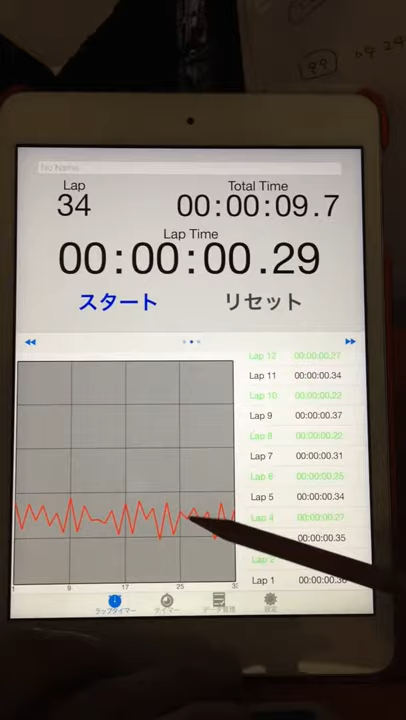 99
No Name
Lap
Total Time
34
00:00:09.7
Lap Time
00:00:00.29
スタート
リセット
Lap 12 00:00:00.27
Lap 11 00:00:00.34
Lap 10 00:00:00.22
Lap 9 00:00:00.37
Lap 8 00:00:00.22
Lap 7 00:00:00.31
Lap 6 00:00:00.25
Lap 5 00:00:00.34
Lap 4 00:00:00.27
00:00:00.35
Lap 2
Lap 1
1 9 17 25
ラップタイマー
タイマー
データ管理
設定